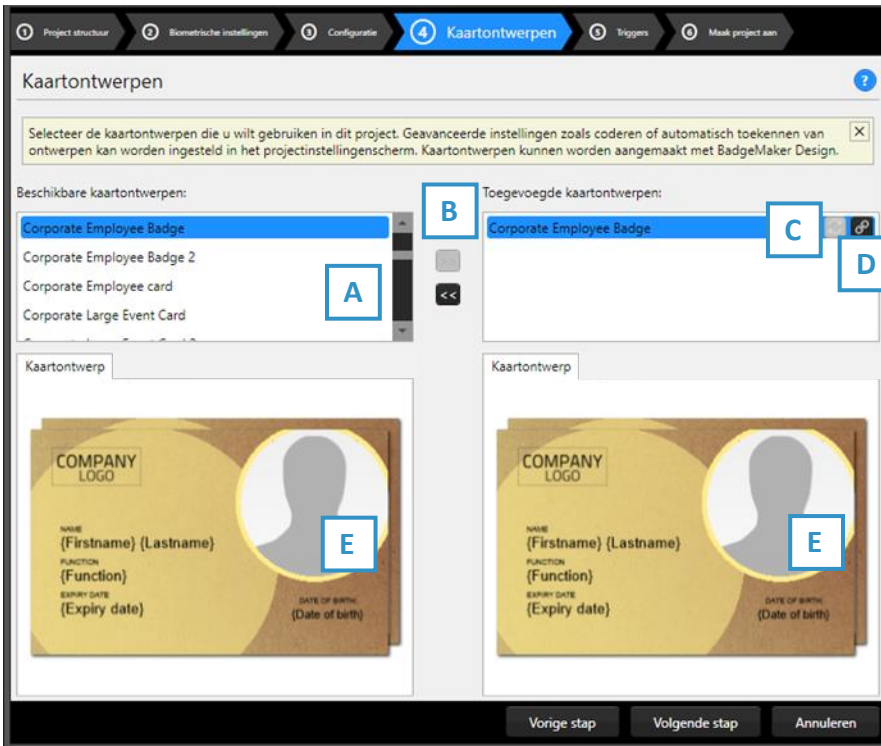 1 Project structuur 2 Biometrische instellingen 3 Configuratie 4 Kaartontwerpen 5 Triggers 6 Maak project aan
Kaartontwerpen
?
Selecteer de kaartontwerpen die u wilt gebruiken in dit project. Geavanceerde instellingen zoals coderen of automatisch toekennen van
ontwerpen kan worden ingesteld in het projectinstellingenscherm. Kaartontwerpen kunnen worden aangemaakt met BadgeMaker Design.
Beschikbare kaartontwerpen:
Corporate Employee Badge
Corporate Employee Badge 2
Corporate Employee card
Corporate Large Event Card
A
B
>>
<<
Toegevoegde kaartontwerpen:
Corporate Employee Badge
C
D
Kaartontwerp
COMPANY
LOGO
NAME
{Firstname} {Lastname}
FUNCTION
{Function}
EXPIRY DATE
{Expiry date}
DATE OF BIRTH
{Date of birth}
E
Kaartontwerp
COMPANY
LOGO
NAME
{Firstname} {Lastname}
FUNCTION
{Function}
EXPIRY DATE
{Expiry date}
DATE OF BIRTH
{Date of birth}
E
Vorige stap
Volgende stap
Annuleren